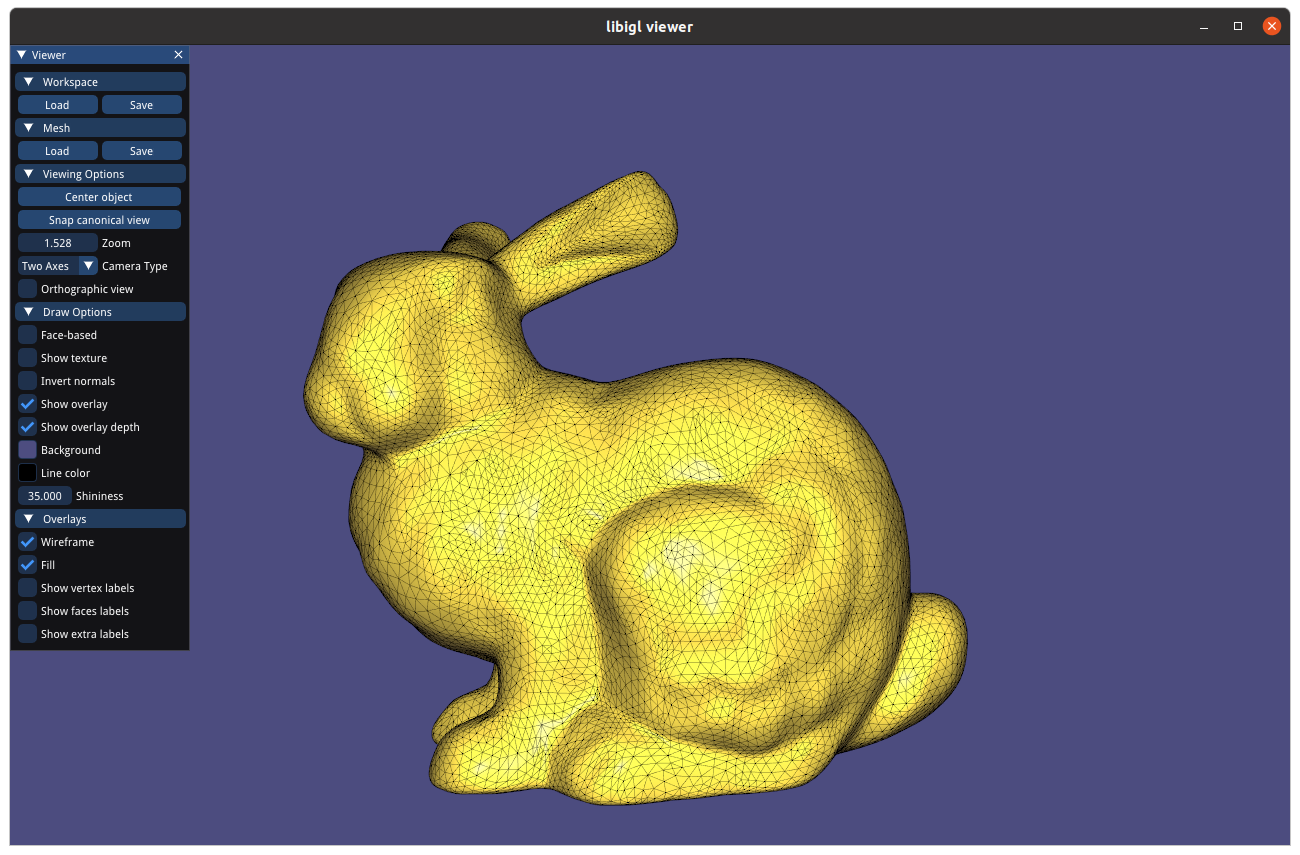 libigl viewer
Viewer
Workspace
Load Save
Mesh
Load Save
Viewing Options
Center object
Snap canonical view
1.528 Zoom
Two Axes Camera Type
Orthographic view
Draw Options
Face-based
Show texture
Invert normals
Show overlay
Show overlay depth
Background
Line color
35.000 Shininess
Overlays
Wireframe
Fill
Show vertex labels
Show faces labels
Show extra labels